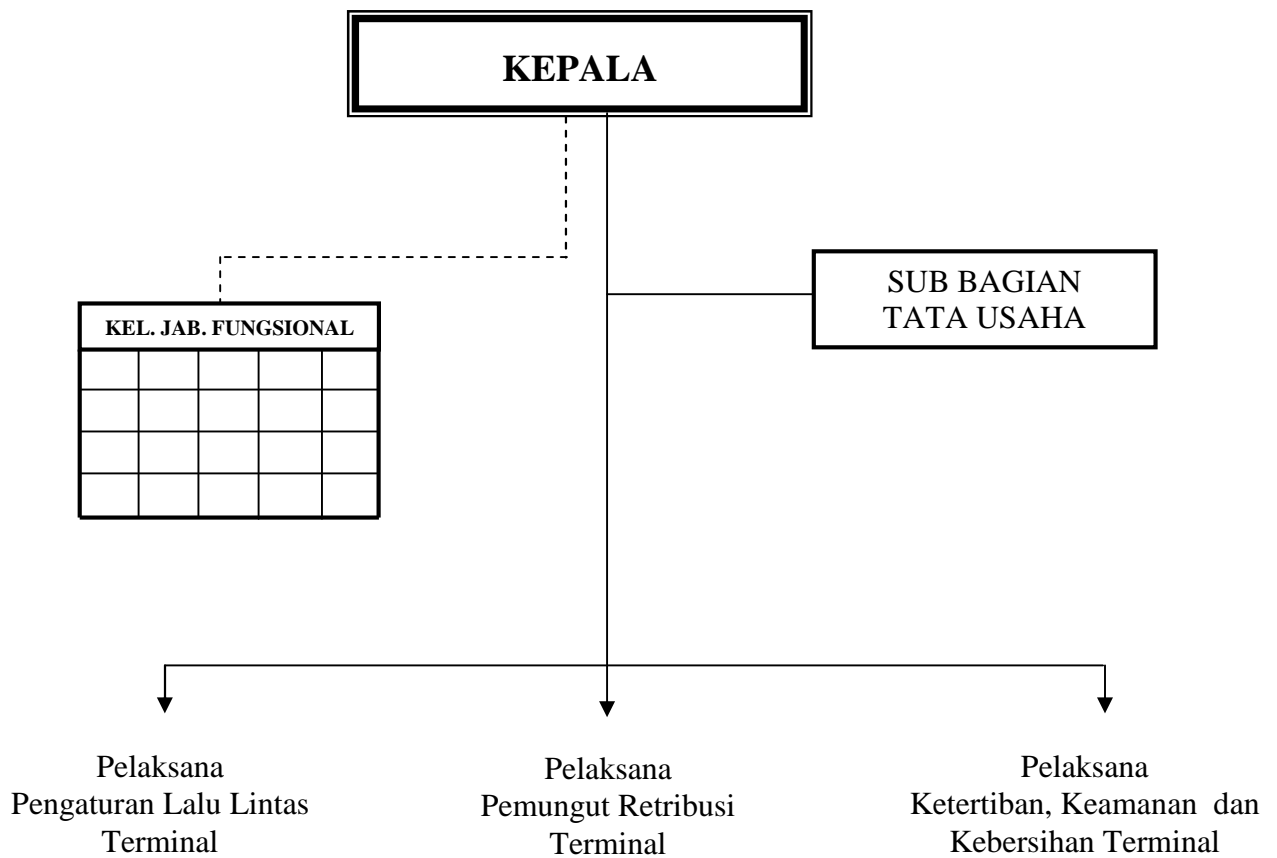 KEPALA
SUB BAGIAN
TATA USAHA
KEL. JAB. FUNGSIONAL
Pelaksana
Pengaturan Lalu Lintas
Terminal
Pelaksana
Pemungut Retribusi
Terminal
Pelaksana
Ketertiban, Keamanan dan
Kebersihan Terminal